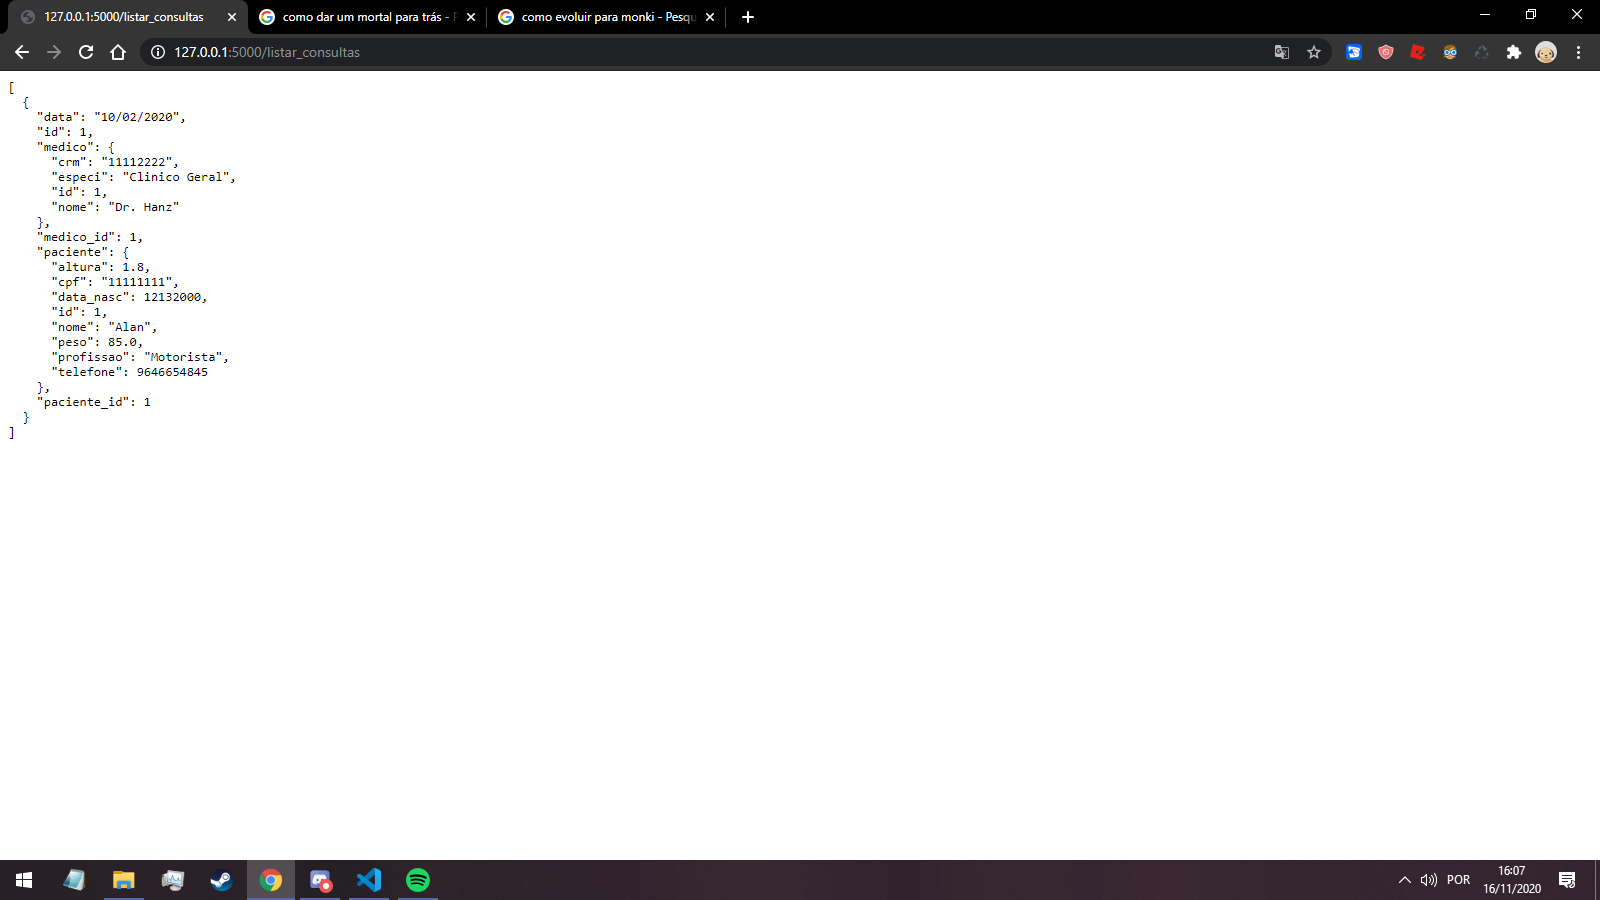 127.0.0.1:5000/listar_consultas
como dar um mortal para trás - P
como evoluir para monki - Pesqu
127.0.0.1:5000/listar_consultas
[
  {
    "data": "10/02/2020",
    "id": 1,
    "medico": {
      "crm": "11112222",
      "especi": "Clinico Geral",
      "id": 1,
      "nome": "Dr. Hanz"
    },
    "medico_id": 1,
    "paciente": {
      "altura": 1.8,
      "cpf": "11111111",
      "data_nasc": 12132000,
      "id": 1,
      "nome": "Alan",
      "peso": 85.0,
      "profissao": "Motorista",
      "telefone": 9646654845
    },
    "paciente_id": 1
  }
]
POR
16:07
16/11/2020